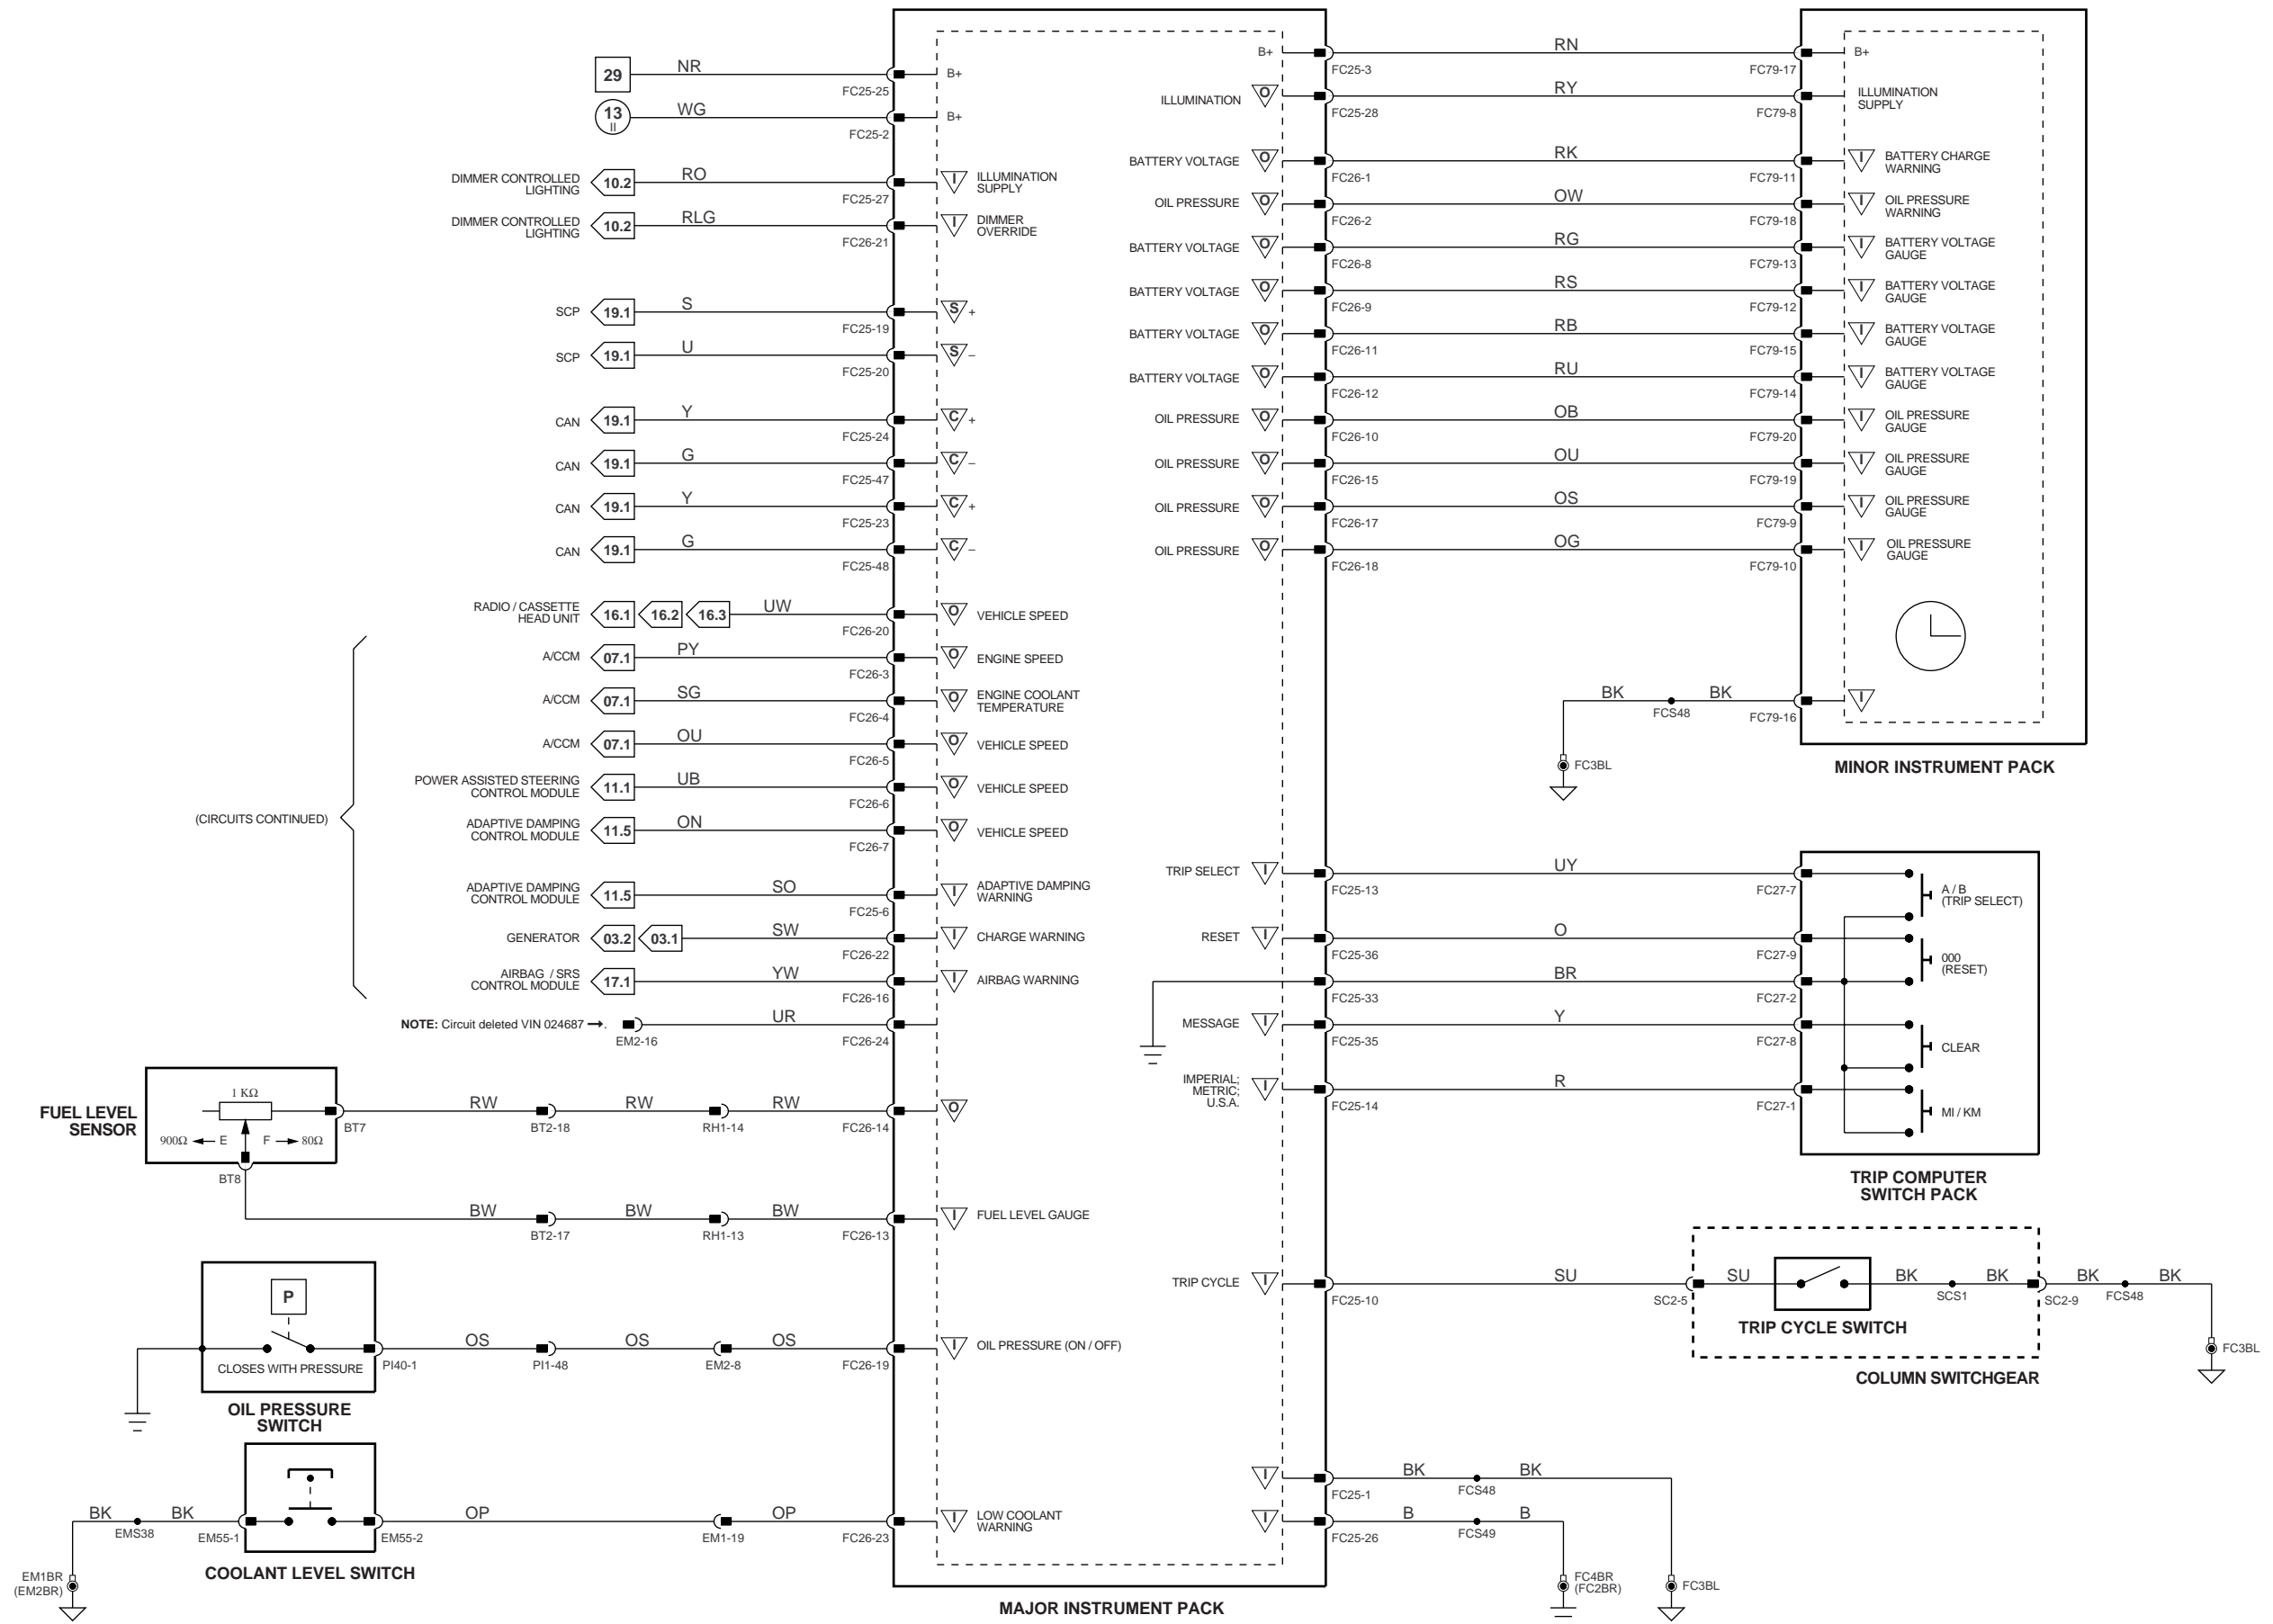 29
NR
FC25-25
B+
13
II
WG
FC25-2
B+
DIMMER CONTROLLED
LIGHTING
10.2
RO
FC25-27
ILLUMINATION
SUPPLY
I
DIMMER CONTROLLED
LIGHTING
10.2
RLG
FC26-21
I
DIMMER
OVERRIDE
SCP
19.1
S
FC25-19
S
+
SCP
19.1
U
FC25-20
S
–
CAN
19.1
Y
FC25-24
C
+
CAN
19.1
G
FC25-47
C
–
CAN
19.1
Y
FC25-23
C
+
CAN
19.1
G
FC25-48
C
–
RADIO / CASSETTE
HEAD UNIT
16.1
16.2
16.3
UW
FC26-20
O
VEHICLE SPEED
(CIRCUITS CONTINUED)
A/CCM
07.1
PY
FC26-3
O
ENGINE SPEED
A/CCM
07.1
SG
FC26-4
O
ENGINE COOLANT
TEMPERATURE
A/CCM
07.1
OU
FC26-5
O
VEHICLE SPEED
POWER ASSISTED STEERING
CONTROL MODULE
11.1
UB
FC26-6
O
VEHICLE SPEED
ADAPTIVE DAMPING
CONTROL MODULE
11.5
ON
FC26-7
O
VEHICLE SPEED
ADAPTIVE DAMPING
CONTROL MODULE
11.5
SO
FC25-6
I
ADAPTIVE DAMPING
WARNING
GENERATOR
03.2
03.1
SW
FC26-22
I
CHARGE WARNING
AIRBAG / SRS
CONTROL MODULE
17.1
YW
FC26-16
I
AIRBAG WARNING
NOTE: Circuit deleted VIN 024687 →.
EM2-16
UR
FC26-24
FUEL LEVEL
SENSOR
1 KΩ
900Ω
E
F
80Ω
BT7
BT8
RW
BT2-18
RW
RH1-14
RW
FC26-14
O
BW
BT2-17
BW
RH1-13
BW
FC26-13
I
FUEL LEVEL GAUGE
P
CLOSES WITH PRESSURE
OIL PRESSURE
SWITCH
PI40-1
OS
PI1-48
OS
EM2-8
OS
FC26-19
I
OIL PRESSURE (ON / OFF)
EM1BR
(EM2BR)
BK
EMS38
BK
EM55-1
EM55-2
COOLANT LEVEL SWITCH
OP
EM1-19
OP
FC26-23
I
LOW COOLANT
WARNING
MAJOR INSTRUMENT PACK
B+
FC25-3
RN
FC79-17
B+
ILLUMINATION
O
FC25-28
RY
FC79-8
ILLUMINATION
SUPPLY
BATTERY VOLTAGE
O
FC26-1
RK
FC79-11
I
BATTERY CHARGE
WARNING
OIL PRESSURE
O
FC26-2
OW
FC79-18
I
OIL PRESSURE
WARNING
BATTERY VOLTAGE
O
FC26-8
RG
FC79-13
I
BATTERY VOLTAGE
GAUGE
BATTERY VOLTAGE
O
FC26-9
RS
FC79-12
I
BATTERY VOLTAGE
GAUGE
BATTERY VOLTAGE
O
FC26-11
RB
FC79-15
I
BATTERY VOLTAGE
GAUGE
BATTERY VOLTAGE
O
FC26-12
RU
FC79-14
I
BATTERY VOLTAGE
GAUGE
OIL PRESSURE
O
FC26-10
OB
FC79-20
I
OIL PRESSURE
GAUGE
OIL PRESSURE
O
FC26-15
OU
FC79-19
I
OIL PRESSURE
GAUGE
OIL PRESSURE
O
FC26-17
OS
FC79-9
I
OIL PRESSURE
GAUGE
OIL PRESSURE
O
FC26-18
OG
FC79-10
I
OIL PRESSURE
GAUGE
FC3BL
BK
FCS48
BK
FC79-16
I
MINOR INSTRUMENT PACK
TRIP SELECT
I
FC25-13
UY
FC27-7
A / B
(TRIP SELECT)
RESET
I
FC25-36
O
FC27-9
000
(RESET)
FC25-33
BR
FC27-2
MESSAGE
I
FC25-35
Y
FC27-8
CLEAR
IMPERIAL;
METRIC;
U.S.A.
I
FC25-14
R
FC27-1
MI / KM
TRIP COMPUTER
SWITCH PACK
TRIP CYCLE
I
FC25-10
SU
SC2-5
SU
TRIP CYCLE SWITCH
BK
SCS1
BK
SC2-9
BK
FCS48
BK
FC3BL
COLUMN SWITCHGEAR
I
FC25-1
BK
FCS48
BK
FC3BL
I
FC25-26
B
FCS49
B
FC4BR
(FC2BR)